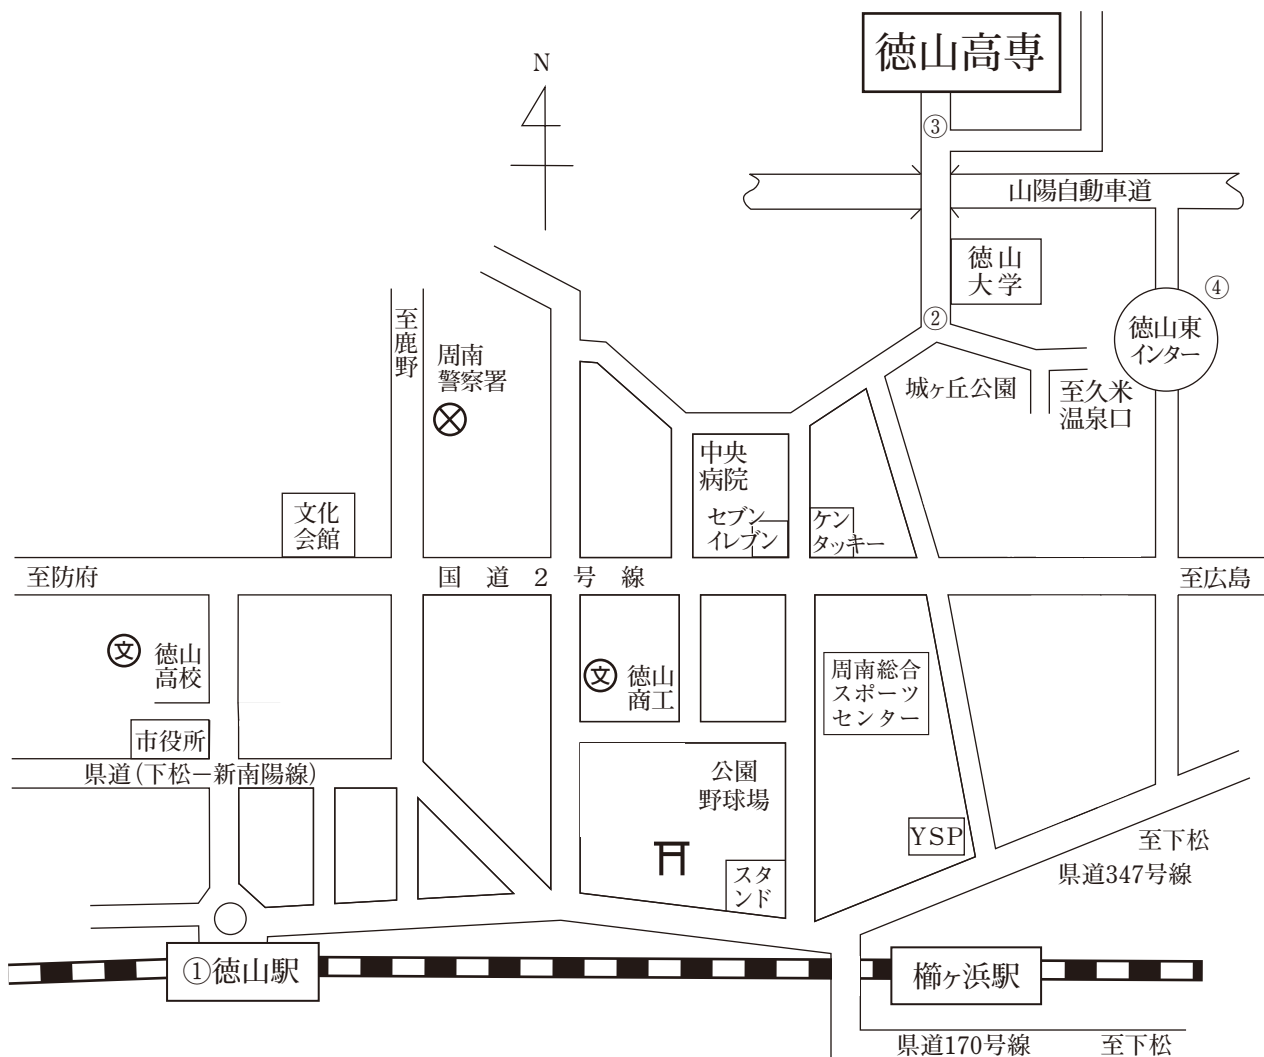 徳山高専
N
③
山陽自動車道
徳山
大学
④
②
徳山東
インター
至鹿野
周南
警察署
城ヶ丘公園
至久米
温泉口
中央
病院
文化
会館
セブン
イレブン
ケン
タッキー
至防府
国道2号線
至広島
文
徳山
高校
文
徳山
商工
周南総合
スポーツ
センター
市役所
県道(下松−新南陽線)
公園
野球場
YSP
至下松
スタ
ンド
県道347号線
①徳山駅
櫛ヶ浜駅
県道170号線
至下松